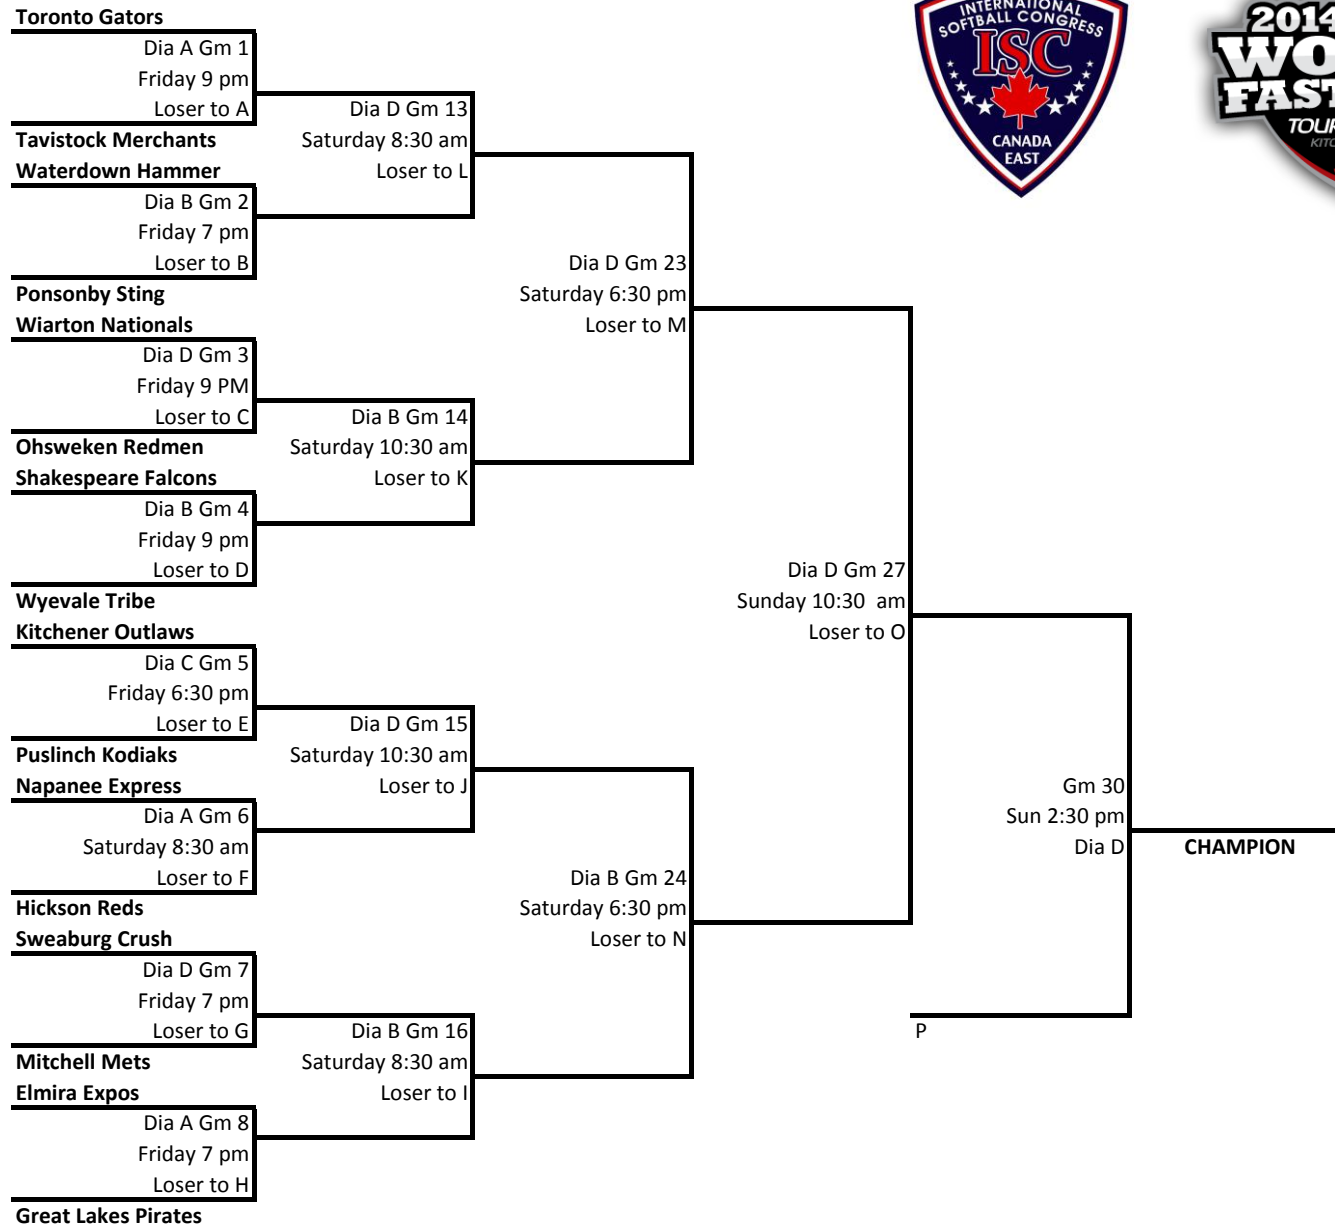 Toronto Gators
Dia A Gm 1
Friday 9 pm
Loser to A
Tavistock Merchants
Waterdown Hammer
Dia B Gm 2
Friday 7 pm
Loser to B
Ponsonby Sting
Wiarton Nationals
Dia D Gm 3
Friday 9 PM
Loser to C
Ohsweken Redmen
Shakespeare Falcons
Dia B Gm 4
Friday 9 pm
Loser to D
Wyevale Tribe
Kitchener Outlaws
Dia C Gm 5
Friday 6:30 pm
Loser to E
Puslinch Kodiaks
Napanee Express
Dia A Gm 6
Saturday 8:30 am
Loser to F
Hickson Reds
Sweaburg Crush
Dia D Gm 7
Friday 7 pm
Loser to G
Mitchell Mets
Elmira Expos
Dia A Gm 8
Friday 7 pm
Loser to H
Great Lakes Pirates
Dia D Gm 13
Saturday 8:30 am
Loser to L
Dia B Gm 14
Saturday 10:30 am
Loser to K
Dia D Gm 15
Saturday 10:30 am
Loser to J
Dia B Gm 16
Saturday 8:30 am
Loser to I
Dia D Gm 23
Saturday 6:30 pm
Loser to M
Dia B Gm 24
Saturday 6:30 pm
Loser to N
Dia D Gm 27
Sunday 10:30 am
Loser to O
Gm 30
Sun 2:30 pm
Dia D
P
CHAMPION
INTERNATIONAL
SOFTBALL CONGRESS
ISC
CANADA
EAST
2014
WO
FAST
TOUR
KITC